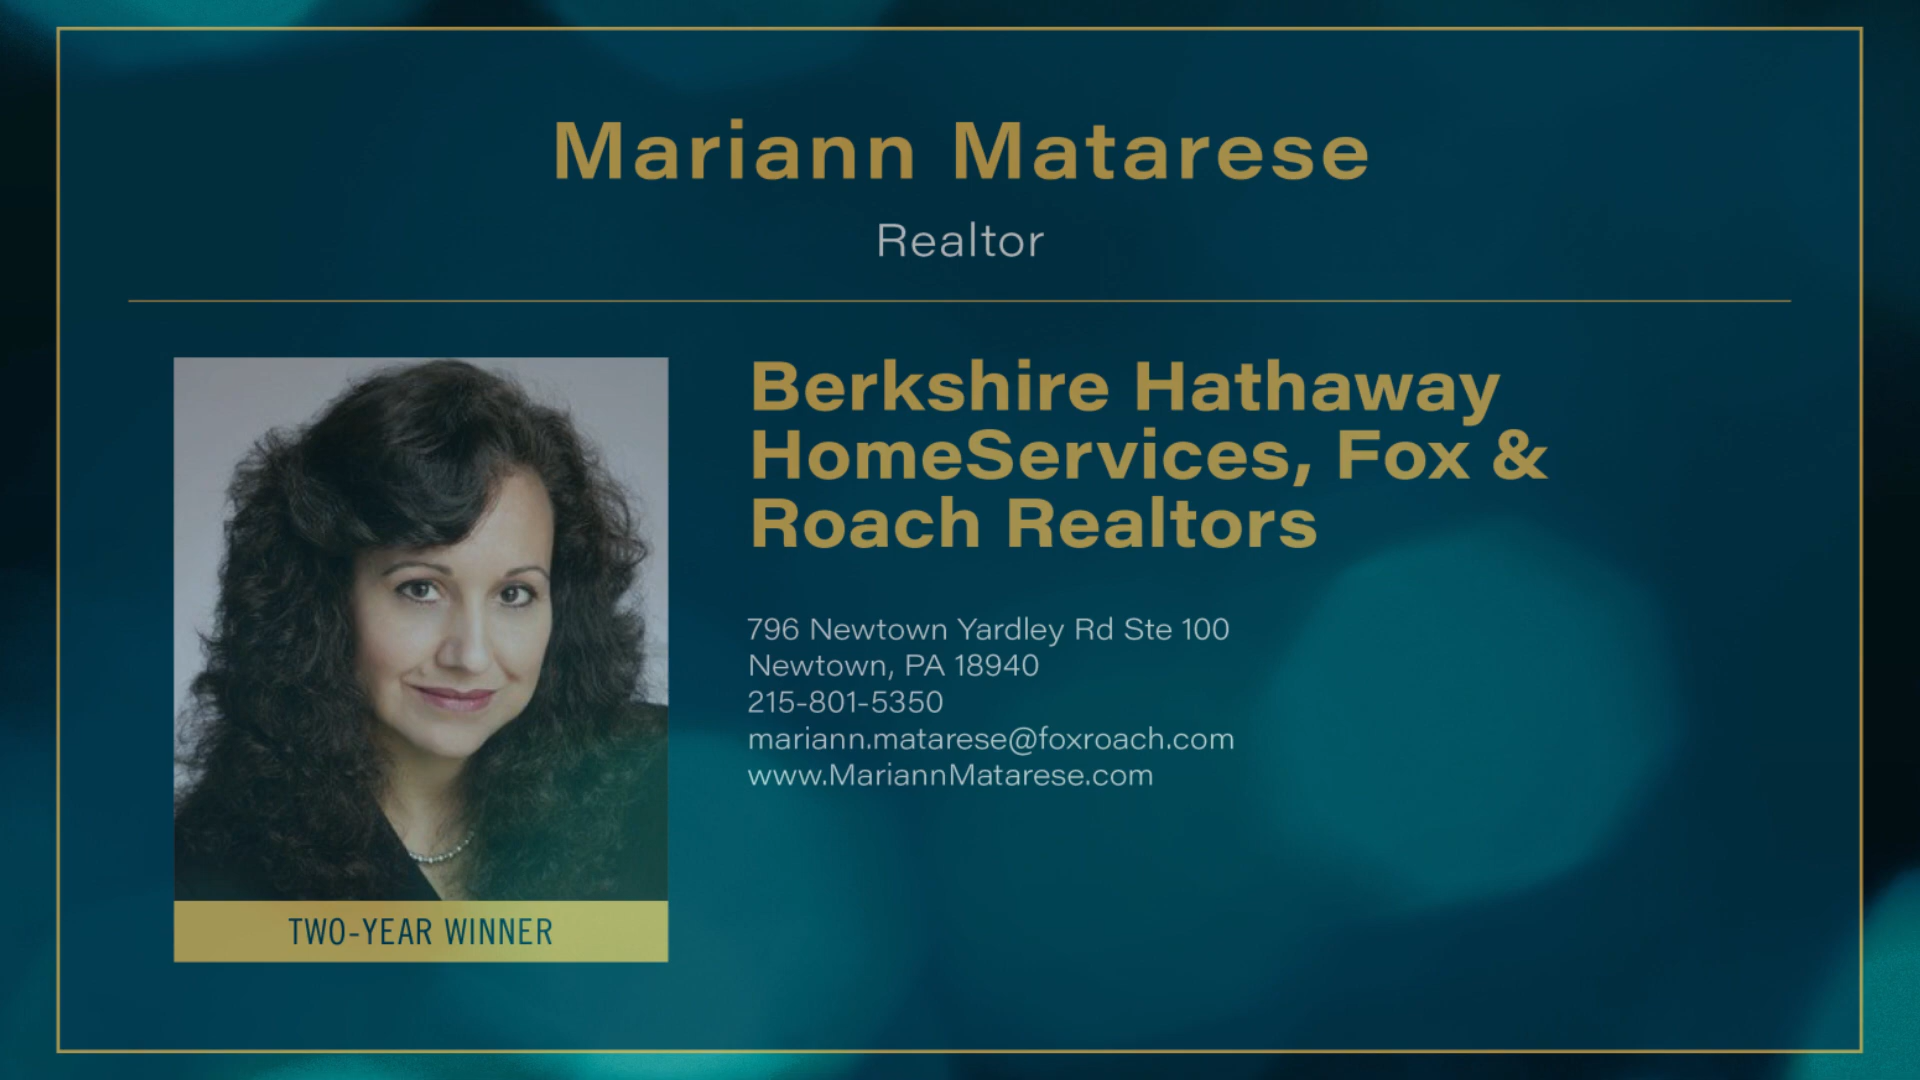 Mariann Matarese
Realtor
Berkshire Hathaway
HomeServices, Fox &
Roach Realtors
796 Newtown Yardley Rd Ste 100
Newtown, PA 18940
215-801-5350
mariann.matarese@foxroach.com
www.MariannMatarese.com
TWO-YEAR WINNER